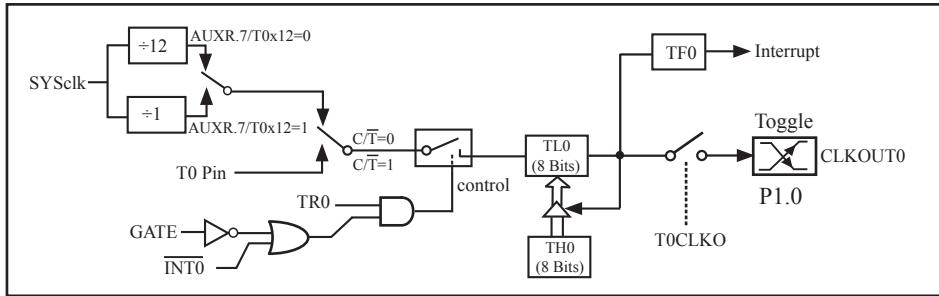 ÷12
AUXR.7/T0x12=0
SYSclk
÷1
AUXR.7/T0x12=1
C/T̅=0
C/T̅=1
T0 Pin
control
TR0
GATE
I̅N̅T̅0̅
TL0
(8 Bits)
TH0
(8 Bits)
TF0
Interrupt
Toggle
CLKOUT0
P1.0
T0CLKO